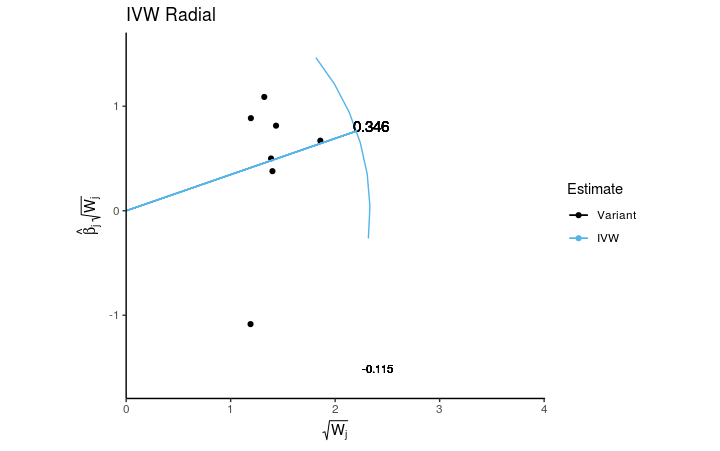 IVW Radial
1
0
-1
β̂ⱼ√Wⱼ
0.346
-0.115
0 1 2 3 4
√Wⱼ
Estimate
Variant
IVW